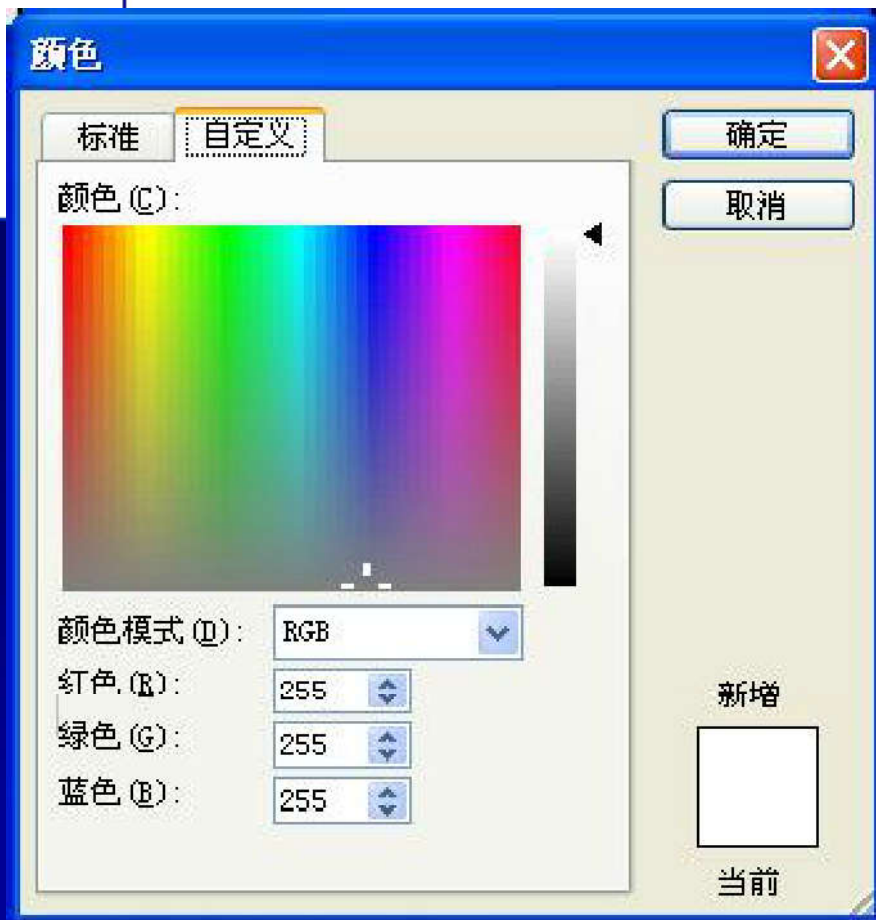 颜色
标准 自定义 确定
颜色(C): 取消
颜色模式(D): RGB
红色(R): 255 新增
绿色(G): 255
蓝色(B): 255
当前